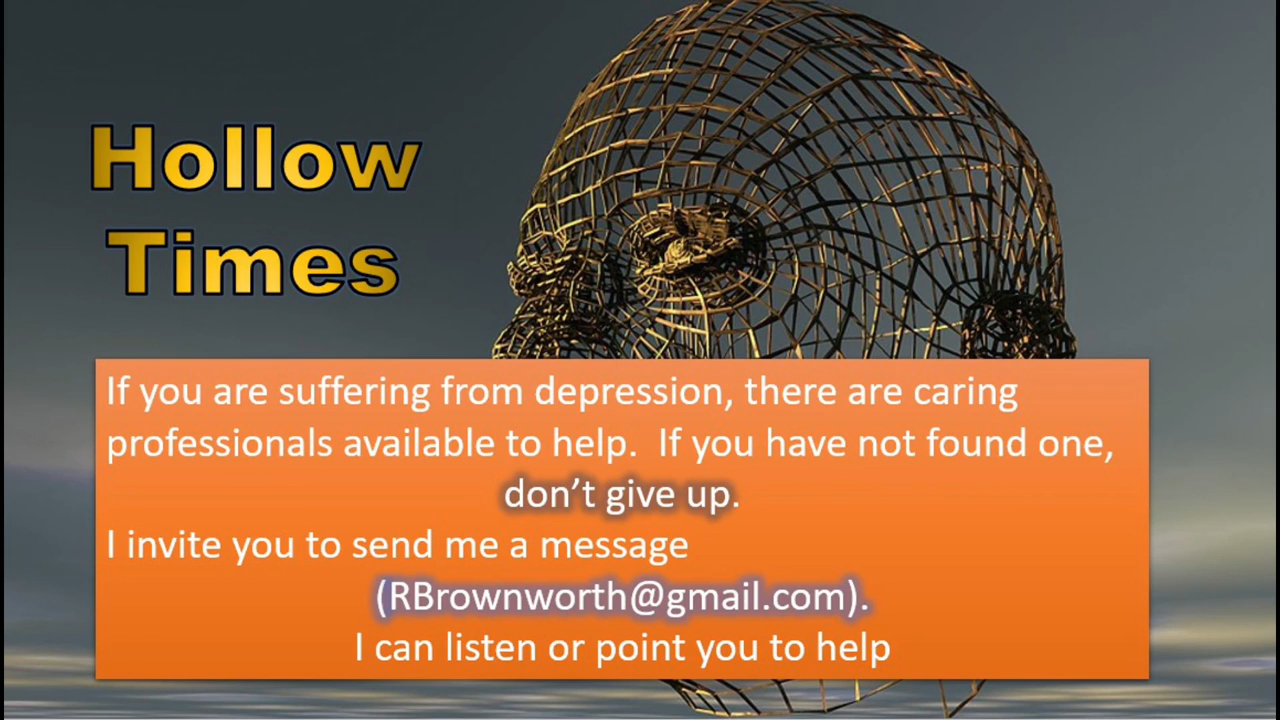 Hollow
Times
If you are suffering from depression, there are caring
professionals available to help.  If you have not found one,
don’t give up.
I invite you to send me a message
(RBrownworth@gmail.com).
I can listen or point you to help